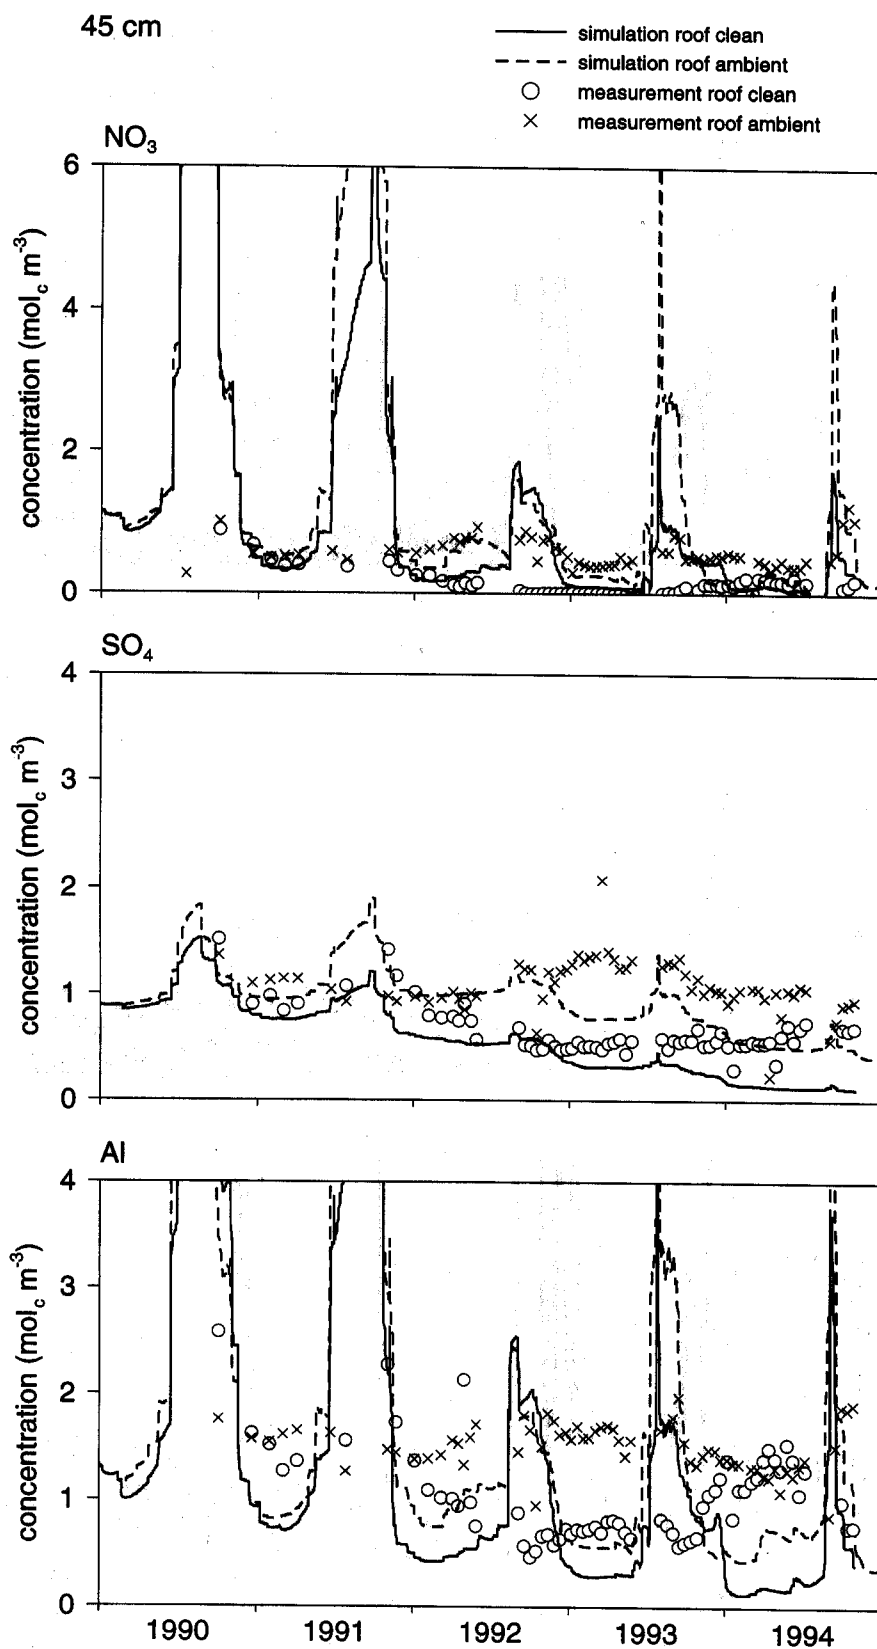 45 cm
simulation roof clean
simulation roof ambient
measurement roof clean
measurement roof ambient
NO3
concentration (molc m-3)
6
4
2
0
SO4
concentration (molc m-3)
4
3
2
1
0
Al
concentration (molc m-3)
4
3
2
1
0
1990 1991 1992 1993 1994